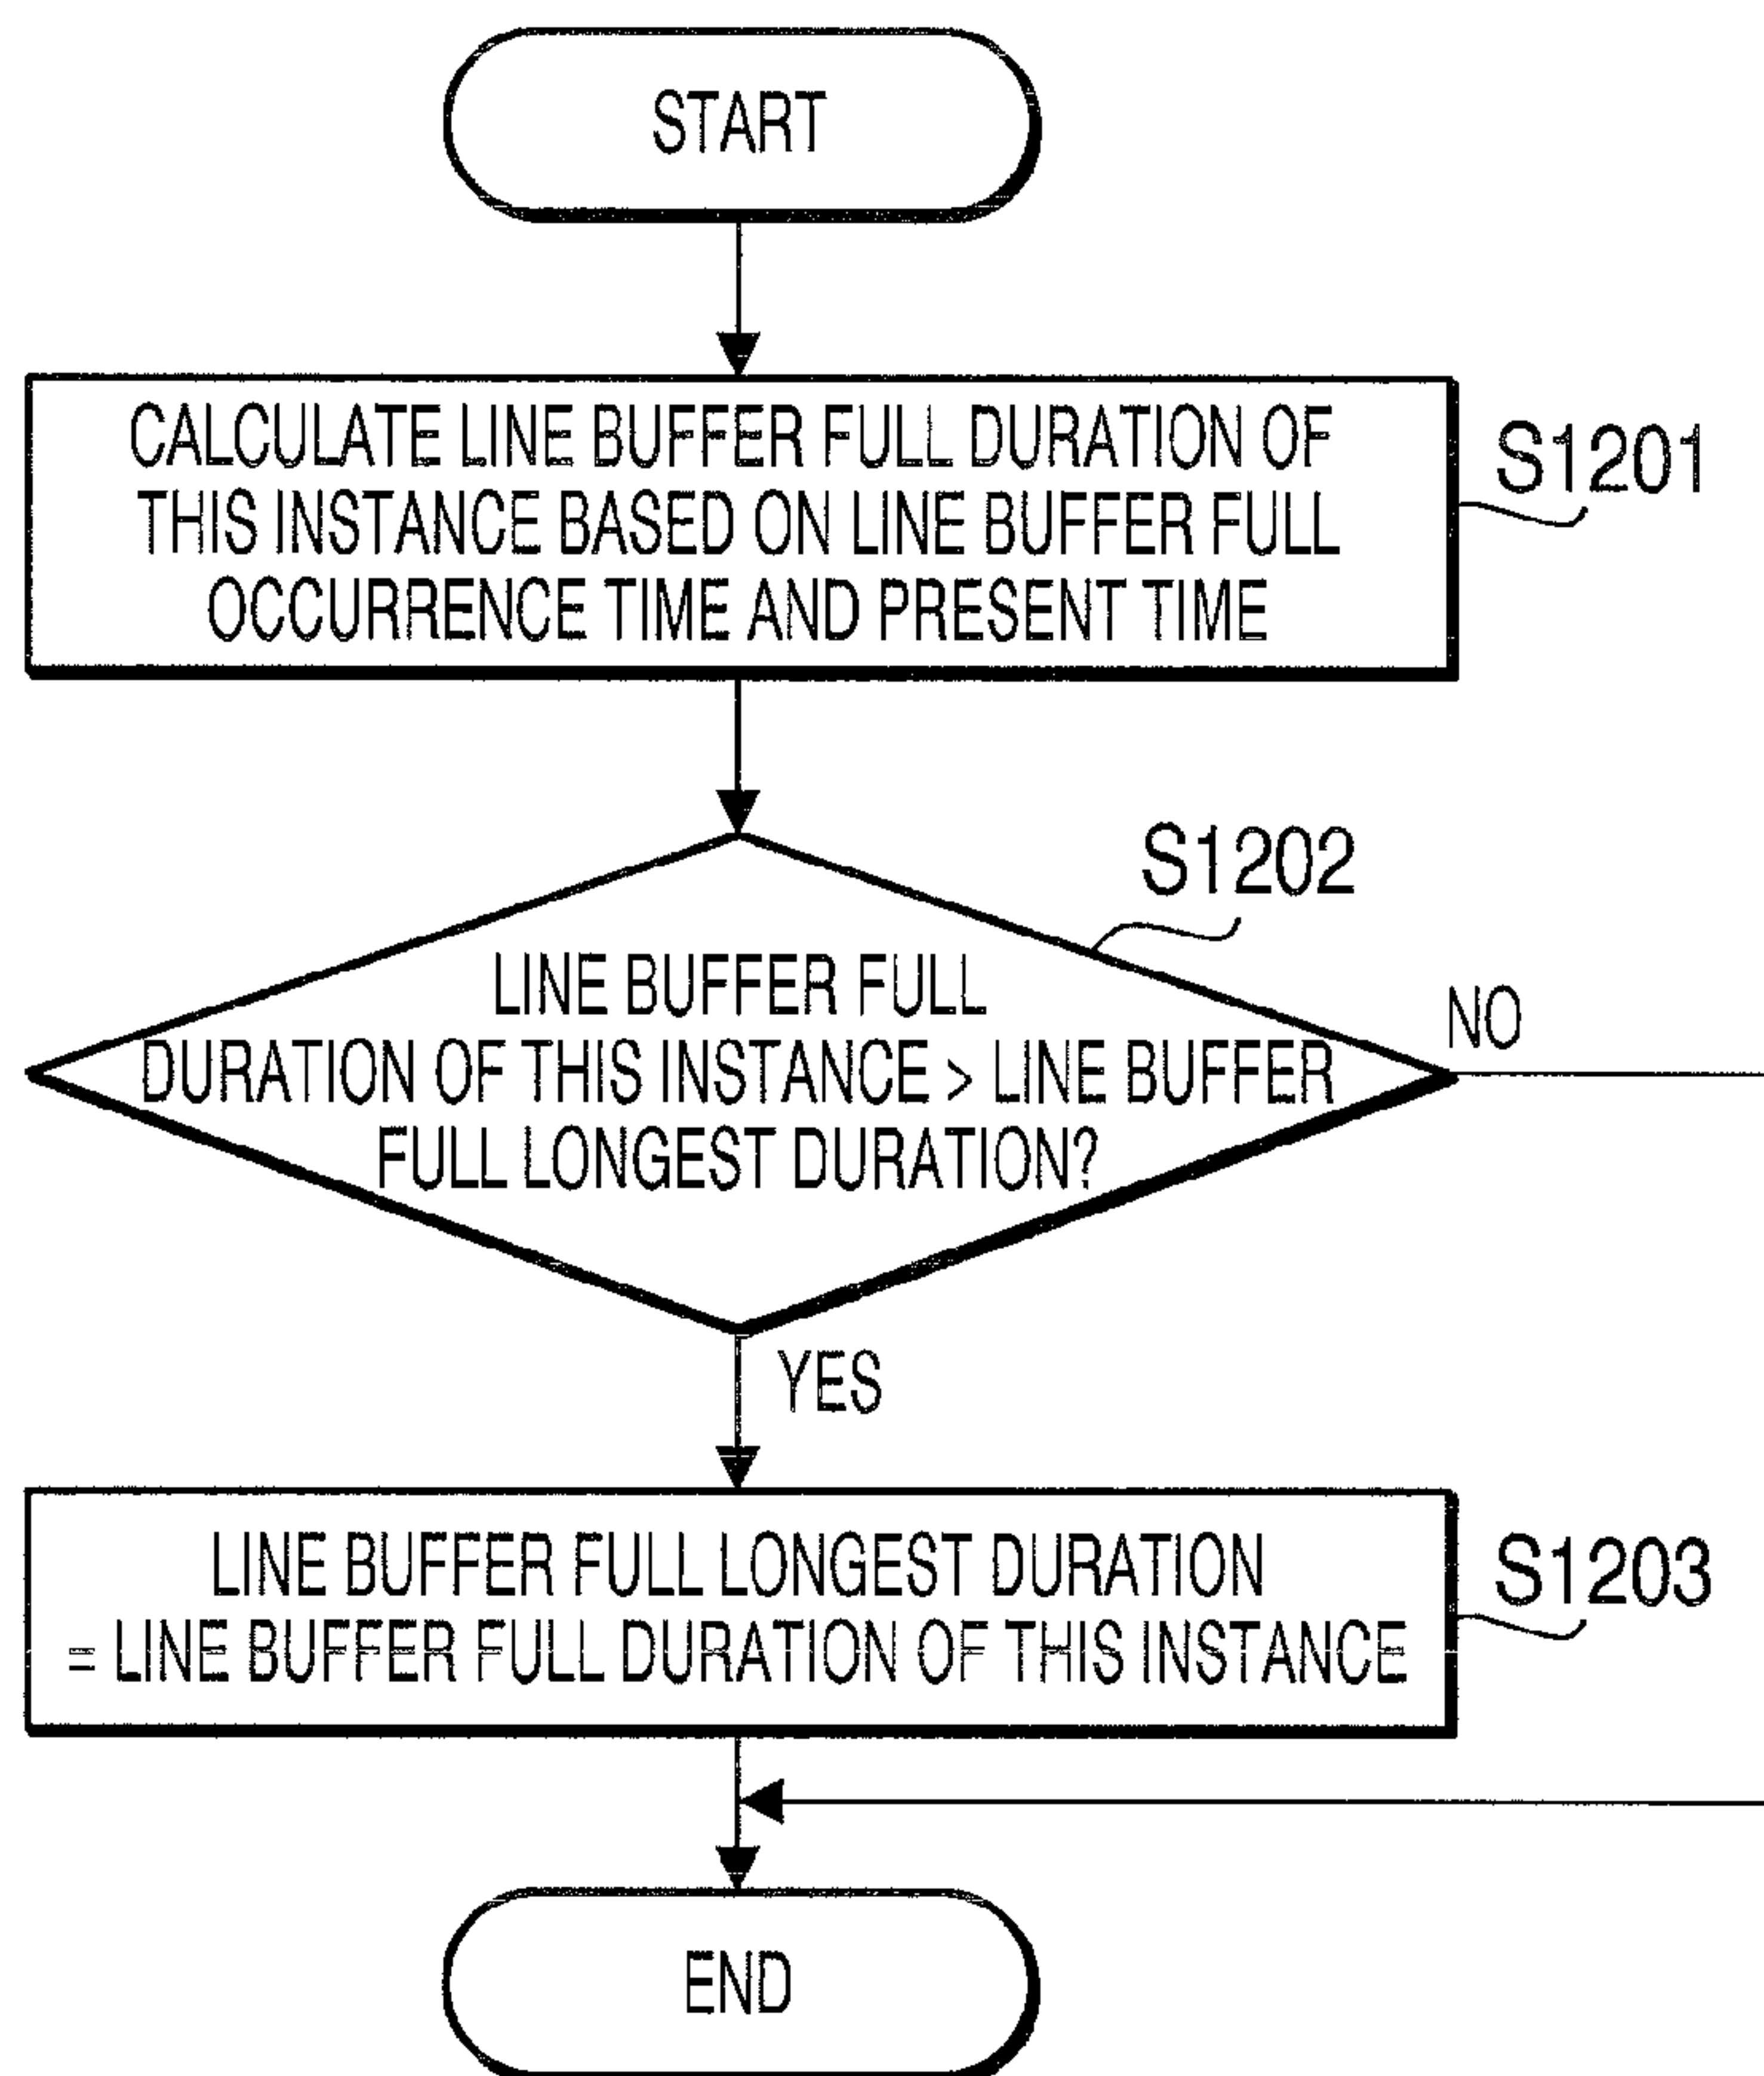 START
CALCULATE LINE BUFFER FULL DURATION OF
THIS INSTANCE BASED ON LINE BUFFER FULL
OCCURRENCE TIME AND PRESENT TIME
S1201
S1202
LINE BUFFER FULL
DURATION OF THIS INSTANCE > LINE BUFFER
FULL LONGEST DURATION?
NO
YES
LINE BUFFER FULL LONGEST DURATION
= LINE BUFFER FULL DURATION OF THIS INSTANCE
S1203
END